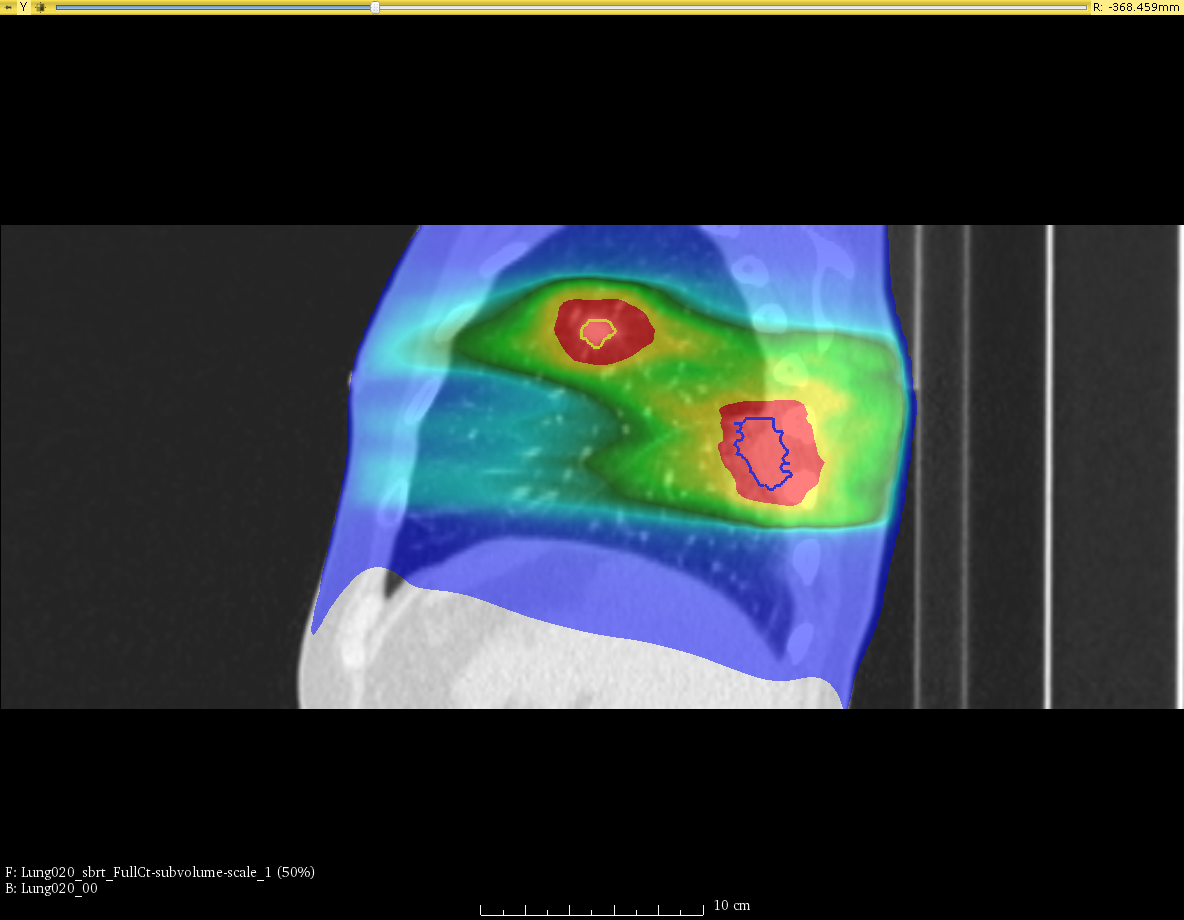 Y
R: -368.459mm
F: Lung020_sbrt_FullCt-subvolume-scale_1 (50%)
B: Lung020_00
10 cm